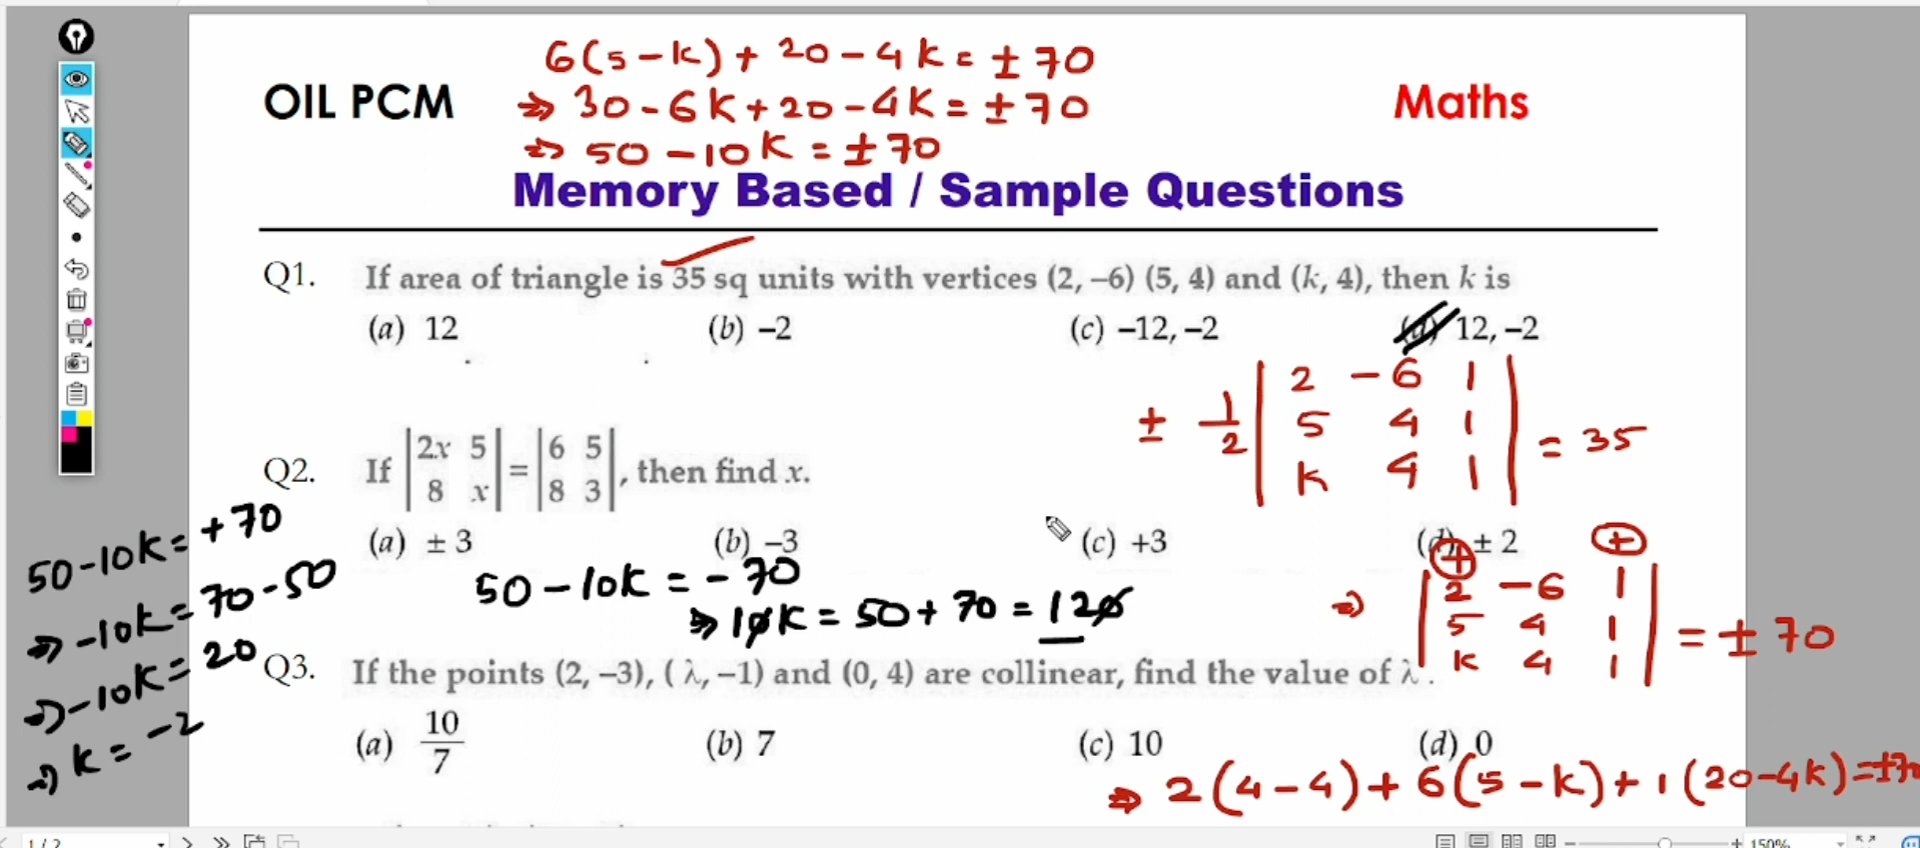 6(5-k)+ 20-4k = ±70
OIL PCM
⇒ 30-6k+20-4k = ±70
Maths
⇒ 50-10k = ±70
Memory Based / Sample Questions
Q1. If area of triangle is 35 sq units with vertices (2, –6) (5, 4) and (k, 4), then k is
(a) 12 (b) –2 (c) –12, –2 (d) 12, –2
± 1/2 | 2 -6 1 |
| 5 4 1 | = 35
| k 4 1 |
Q2. If |2x 5| = |6 5|, then find x.
|8 x| |8 3|
(a) ± 3 (b) –3 (c) +3 (d) ± 2
50-10k = +70
⇒ -10k = 70-50
⇒ -10k = 20
⇒ k = -2
50-10k = -70
⇒ 10k = 50+70 = 120
+ +
⇒ | 2 -6 1 |
| 5 4 1 | = ±70
| k 4 1 |
Q3. If the points (2, –3), ( λ, –1) and (0, 4) are collinear, find the value of λ .
(a) 10/7 (b) 7 (c) 10 (d) 0
⇒ 2(4-4)+6(5-k)+1(20-4k)=±70
1 / 2
150%